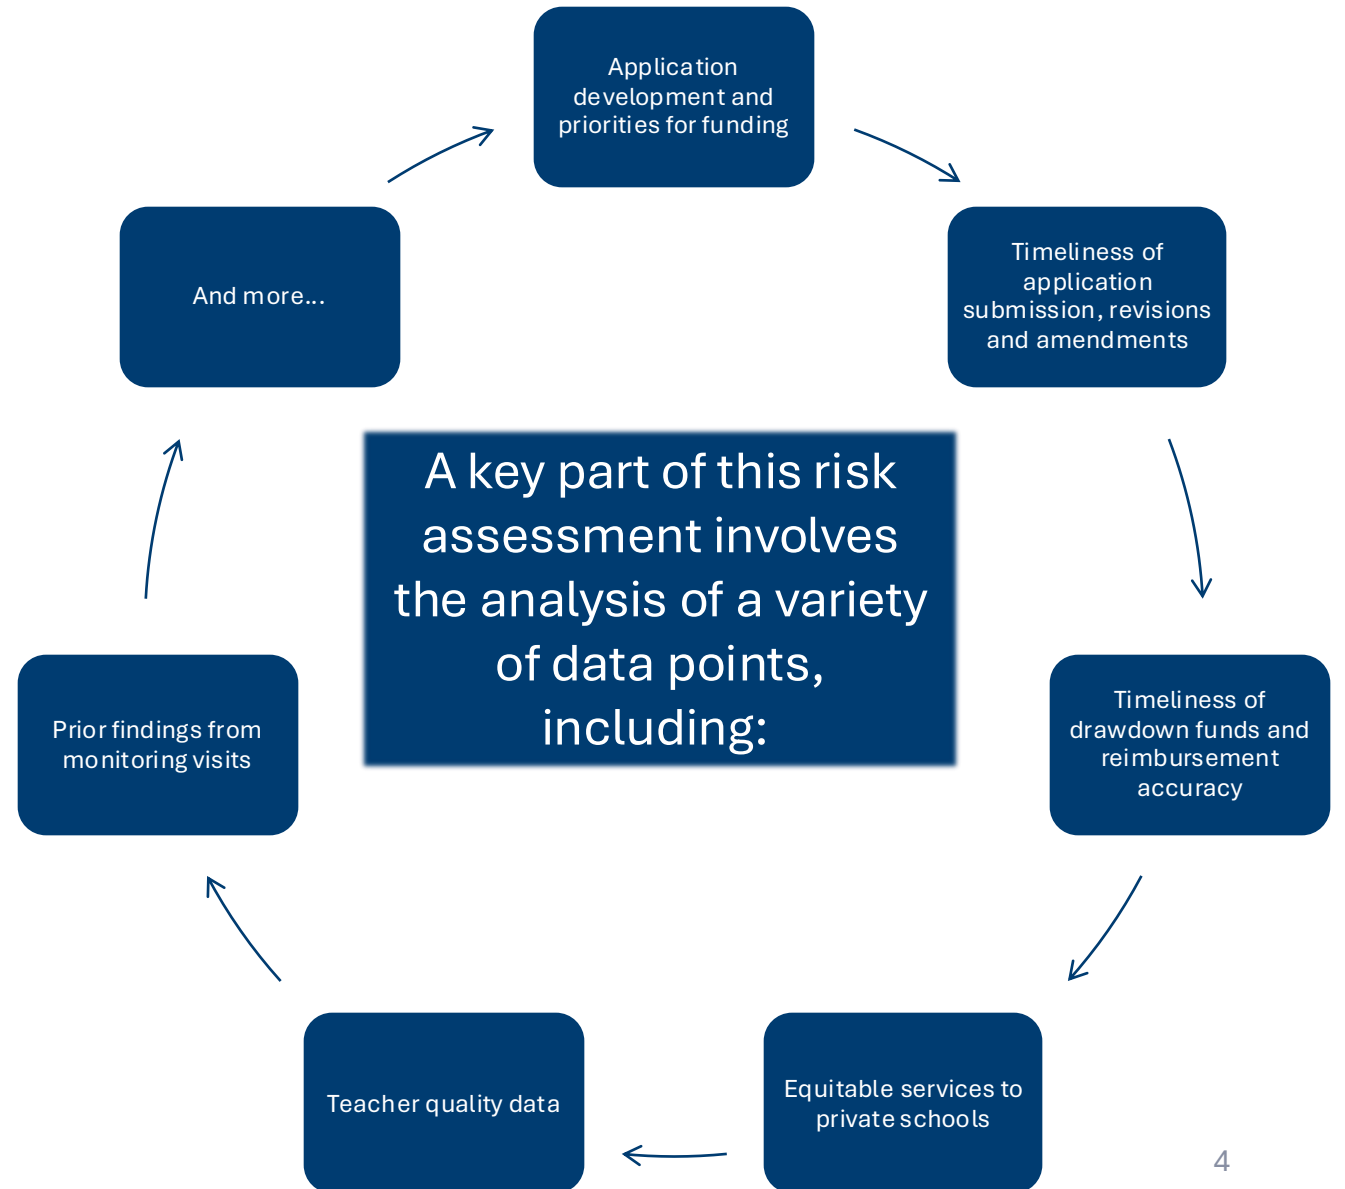 Application
development and
priorities for funding
Timeliness of
application
submission, revisions
and amendments
Timeliness of
drawdown funds and
reimbursement
accuracy
Equitable services to
private schools
Teacher quality data
Prior findings from
monitoring visits
And more...
A key part of this risk
assessment involves
the analysis of a variety
of data points,
including:
4